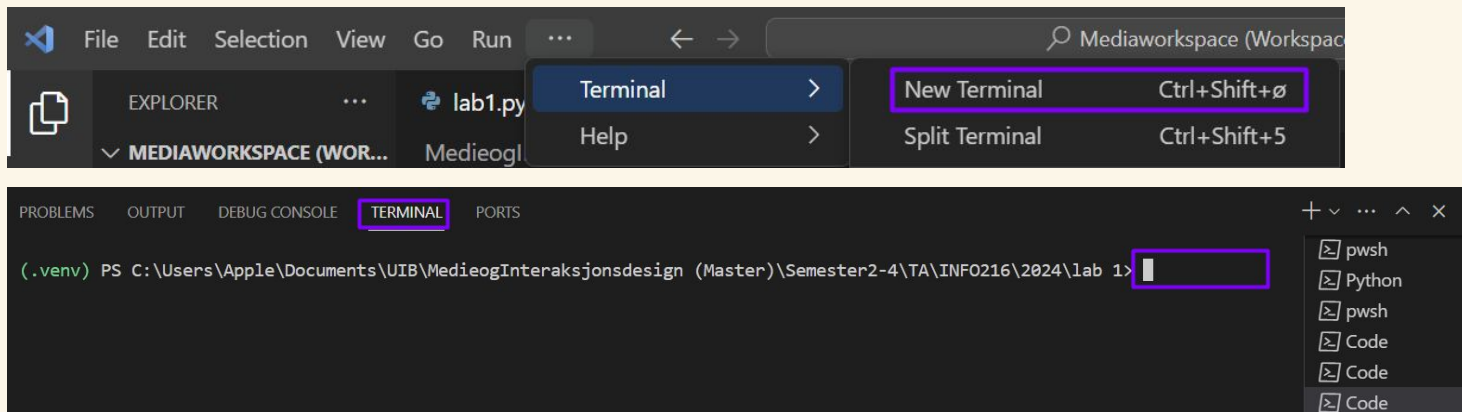 File Edit Selection View Go Run ... Mediaworkspace (Workspac
EXPLORER ... lab1.py Terminal New Terminal Ctrl+Shift+ø
Help Split Terminal Ctrl+Shift+5
MEDIAWORKSPACE (WOR... Medieogl
PROBLEMS OUTPUT DEBUG CONSOLE TERMINAL PORTS
(.venv) PS C:\Users\Apple\Documents\UIB\MedieogInteraksjonsdesign (Master)\Semester2-4\TA\INFO216\2024\lab 1>
pwsh
Python
pwsh
Code
Code
Code